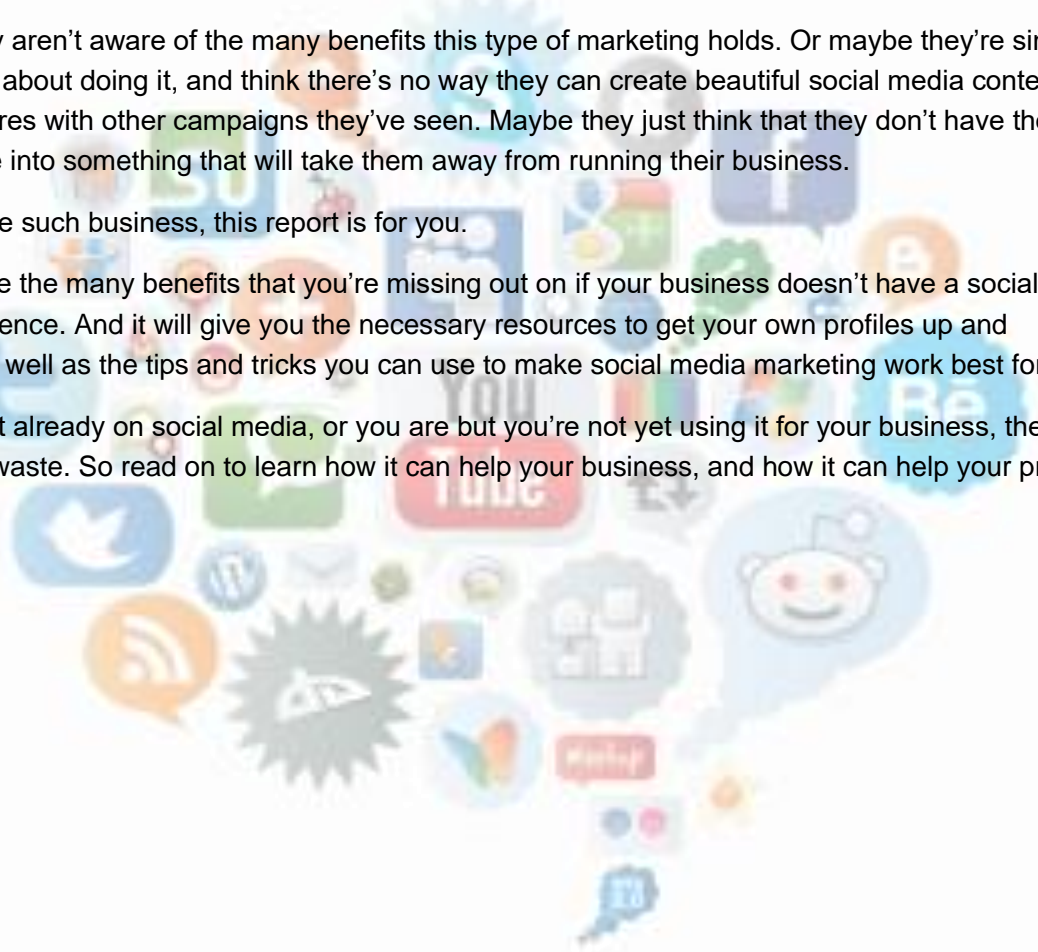 aren’t aware of the many benefits this type of marketing holds. Or maybe they’re
about doing it, and think there’s no way they can create beautiful social media
with other campaigns they’ve seen. Maybe they just think that they don’t have
into something that will take them away from running their business.
such business, this report is for you.
the many benefits that you’re missing out on if your business doesn’t have a social
And it will give you the necessary resources to get your own profiles up and
well as the tips and tricks you can use to make social media marketing work best for
already on social media, or you are but you’re not yet using it for your business,
waste. So read on to learn how it can help your business, and how it can help your
SU
f
You
Bē
Tube